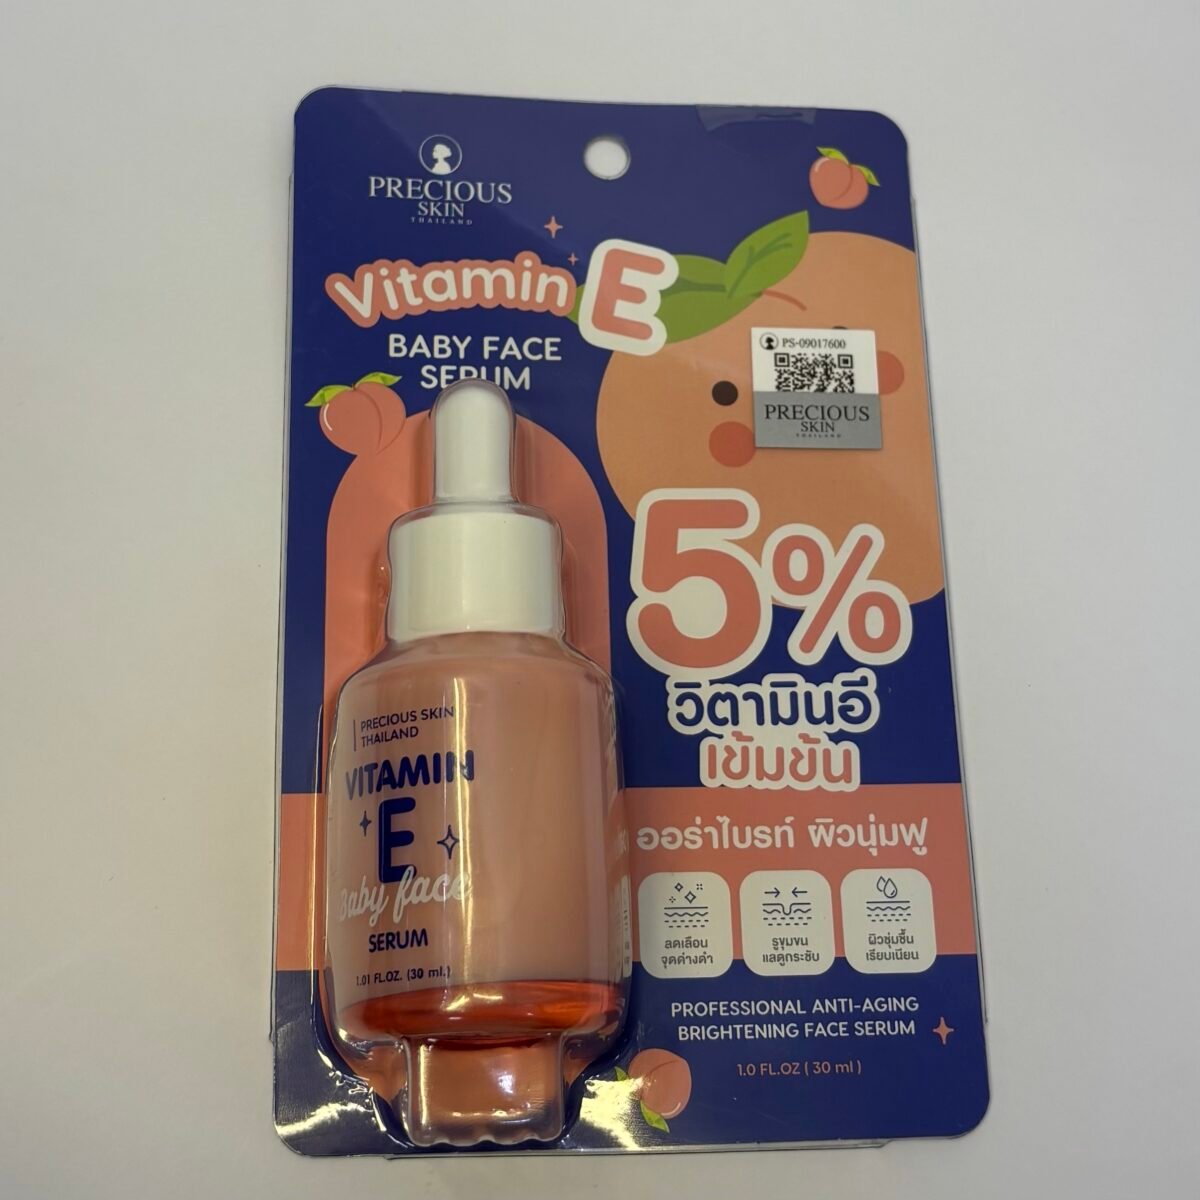 PRECIOUS
SKIN
THAILAND
Vitamin E
BABY FACE
SERUM
PS-09017600
PRECIOUS
SKIN
THAILAND
5%
วิตามินอี
เข้มข้น
ออร่าไบรท์ ผิวนุ่มฟู
ลดเลือน
จุดด่างดำ
รูขุมขน
แลดูกระชับ
ผิวชุ่มชื้น
เรียบเนียน
PROFESSIONAL ANTI-AGING
BRIGHTENING FACE SERUM
1.0 FL.OZ ( 30 ml )
PRECIOUS SKIN
THAILAND
VITAMIN
E
Baby face
SERUM
1.01 FL.OZ. (30 ml.)